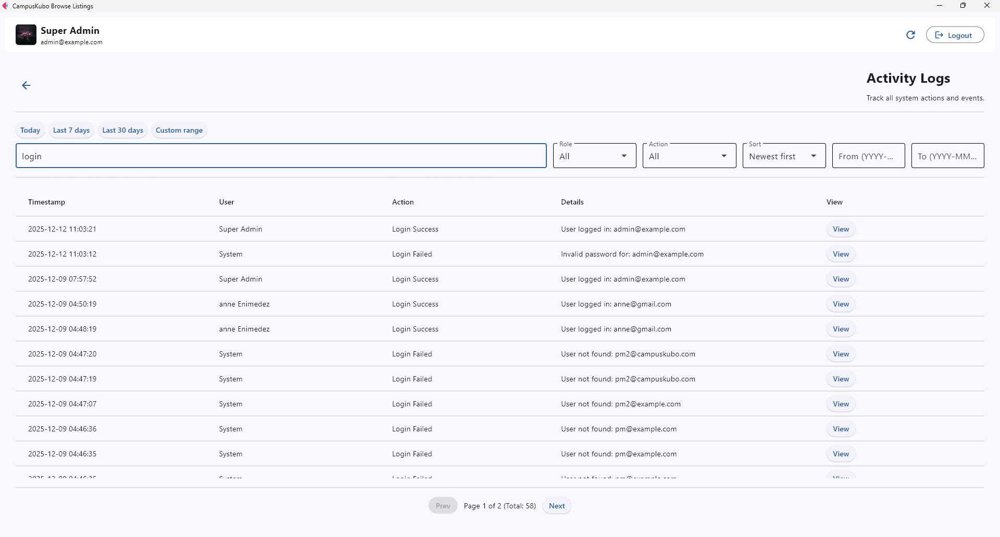 CampusKubo Browse Listings
Super Admin
admin@example.com
Logout
Activity Logs
Track all system actions and events.
Today Last 7 days Last 30 days Custom range
login
Role All
Action All
Sort Newest first
From (YYYY-...
To (YYYY-MM...
Timestamp User Action Details View
2025-12-12 11:03:21 Super Admin Login Success User logged in: admin@example.com View
2025-12-12 11:03:12 System Login Failed Invalid password for: admin@example.com View
2025-12-09 07:57:52 Super Admin Login Success User logged in: admin@example.com View
2025-12-09 04:50:19 anne Enimedez Login Success User logged in: anne@gmail.com View
2025-12-09 04:48:19 anne Enimedez Login Success User logged in: anne@gmail.com View
2025-12-09 04:47:20 System Login Failed User not found: pm2@campuskubo.com View
2025-12-09 04:47:19 System Login Failed User not found: pm2@campuskubo.com View
2025-12-09 04:47:07 System Login Failed User not found: pm2@example.com View
2025-12-09 04:46:36 System Login Failed User not found: pm@example.com View
2025-12-09 04:46:35 System Login Failed User not found: pm@example.com View
Prev Page 1 of 2 (Total: 58) Next